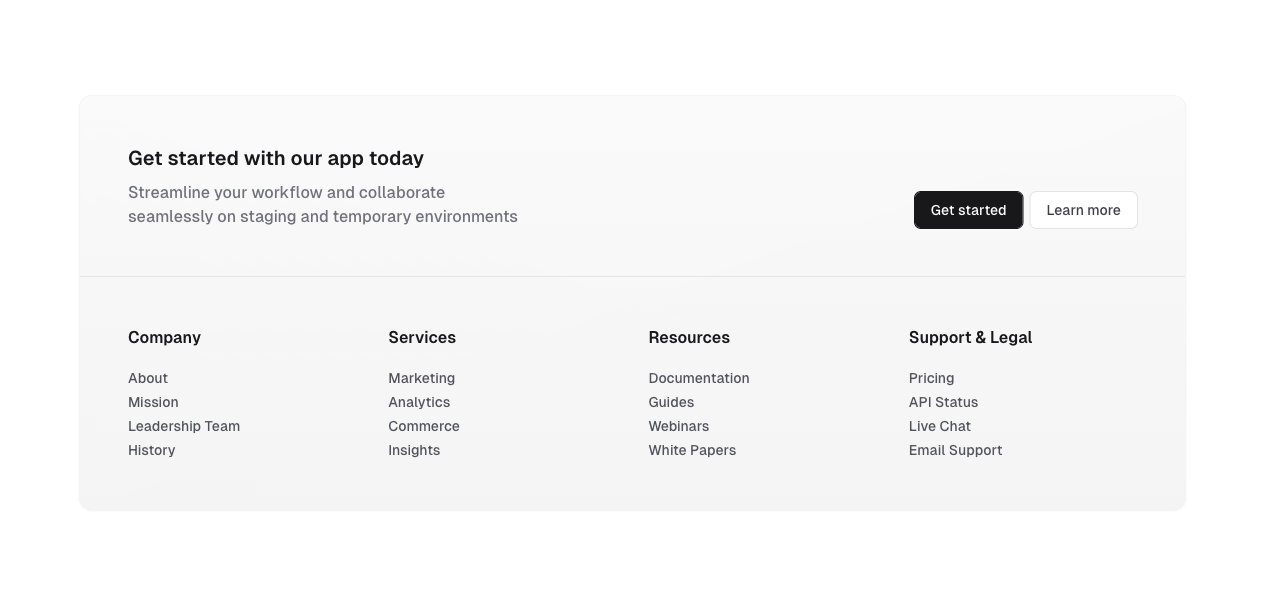 Get started with our app today
Streamline your workflow and collaborate
seamlessly on staging and temporary environments
Get started
Learn more
Company
About
Mission
Leadership Team
History
Services
Marketing
Analytics
Commerce
Insights
Resources
Documentation
Guides
Webinars
White Papers
Support & Legal
Pricing
API Status
Live Chat
Email Support